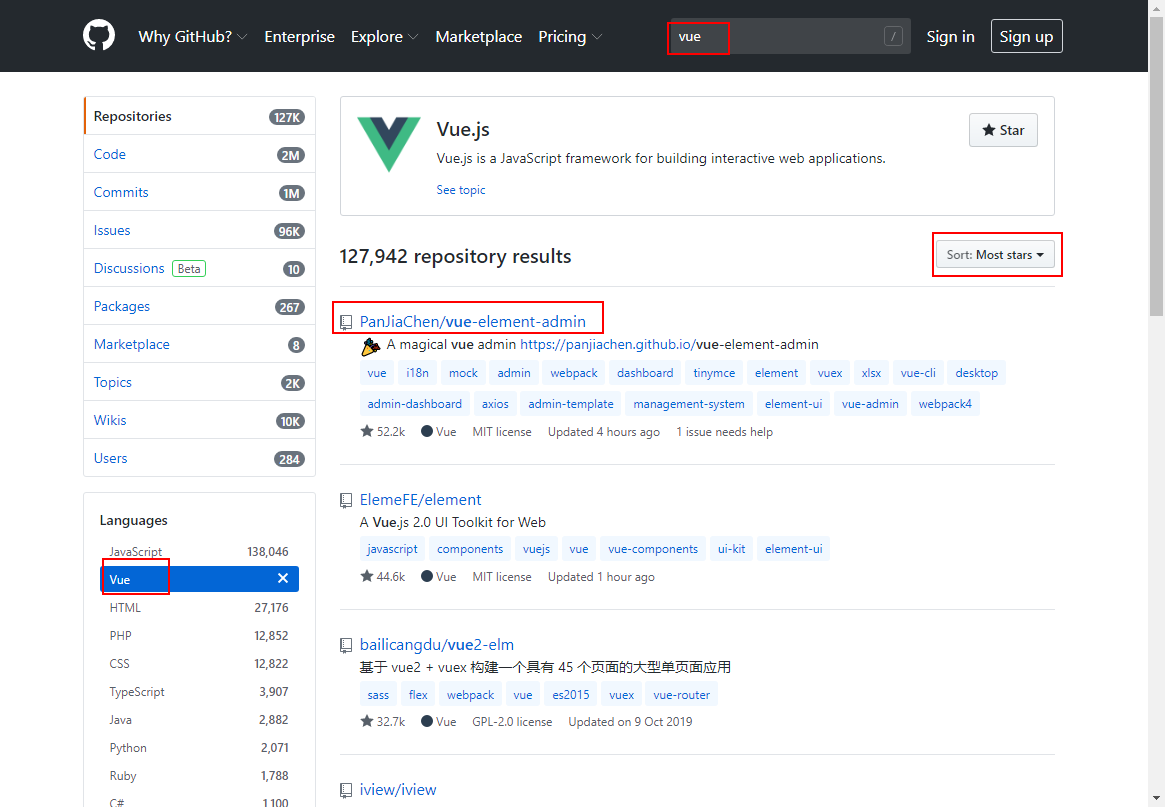 Why GitHub? Enterprise Explore Marketplace Pricing vue / Sign in Sign up
Repositories 127K
Code 2M
Commits 1M
Issues 96K
Discussions Beta 10
Packages 267
Marketplace 8
Topics 2K
Wikis 10K
Users 284
Languages
JavaScript 138,046
Vue ✕
HTML 27,176
PHP 12,852
CSS 12,822
TypeScript 3,907
Java 2,882
Python 2,071
Ruby 1,788
C# 1,100
Vue.js
Star
Vue.js is a JavaScript framework for building interactive web applications.
See topic
127,942 repository results
Sort: Most stars
PanJiaChen/vue-element-admin
A magical vue admin https://panjiachen.github.io/vue-element-admin
vue i18n mock admin webpack dashboard tinymce element vuex xlsx vue-cli desktop
admin-dashboard axios admin-template management-system element-ui vue-admin webpack4
52.2k Vue MIT license Updated 4 hours ago 1 issue needs help
ElemeFE/element
A Vue.js 2.0 UI Toolkit for Web
javascript components vuejs vue vue-components ui-kit element-ui
44.6k Vue MIT license Updated 1 hour ago
bailicangdu/vue2-elm
基于 vue2 + vuex 构建一个具有 45 个页面的大型单页面应用
sass flex webpack vue es2015 vuex vue-router
32.7k Vue GPL-2.0 license Updated on 9 Oct 2019
iview/iview